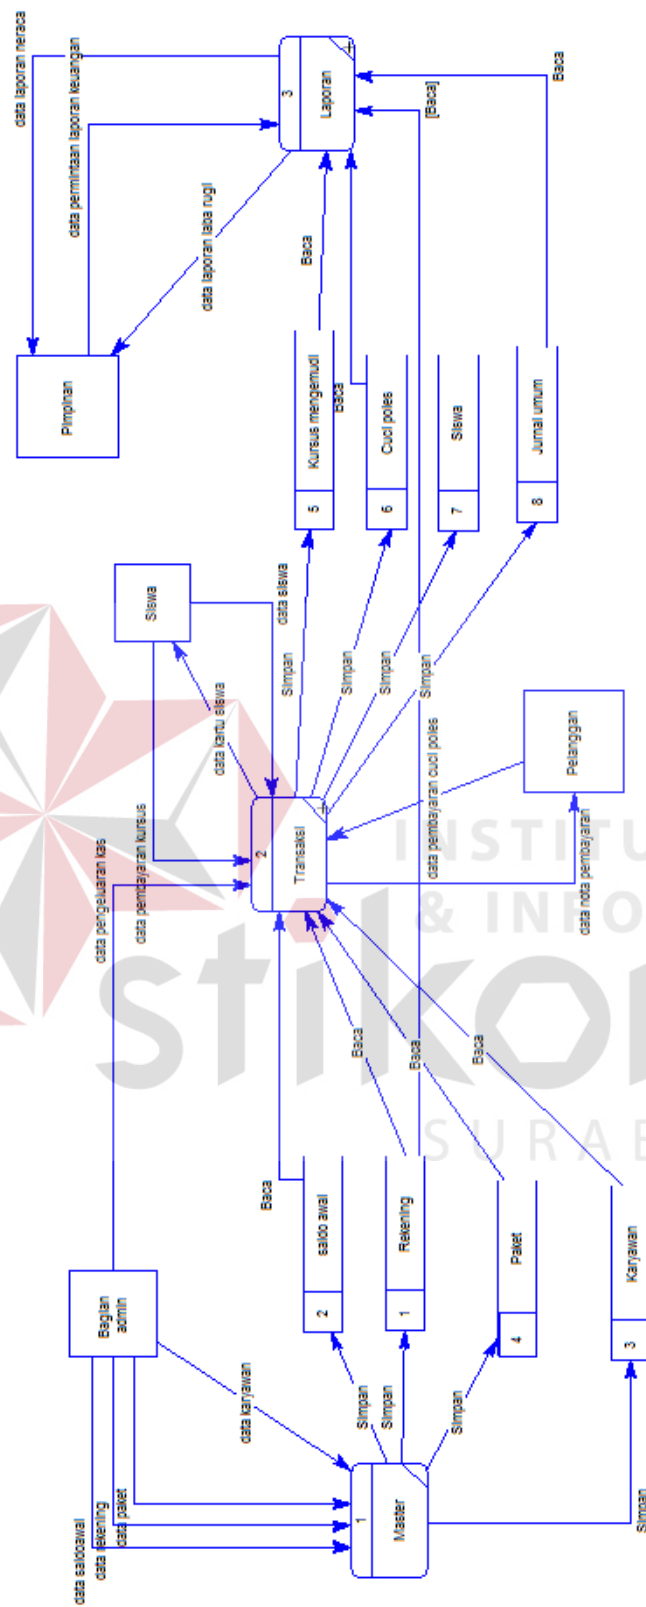 data saldoawal
data rekening
data paket
Bagian
admin
data karyawan
1
Master
Simpan
Simpan
Simpan
Simpan
2
saldo awal
1
Rekening
4
Paket
3
Karyawan
Baca
Baca
Baca
Baca
data pengeluaran kas
data pembayaran kursus
2
Transaksi
data kartu siswa
Siswa
data siswa
data pembayaran cuci poles
data nota pembayaran
Pelanggan
Simpan
Simpan
Simpan
Simpan
5
Kursus mengemudi
6
Cuci poles
7
Siswa
8
Jurnal umum
Baca
Baca
[Baca]
Baca
Pimpinan
data laporan neraca
data permintaan laporan keuangan
data laporan laba rugi
3
Laporan
INSTITU
& INFO
stikom
SURAB